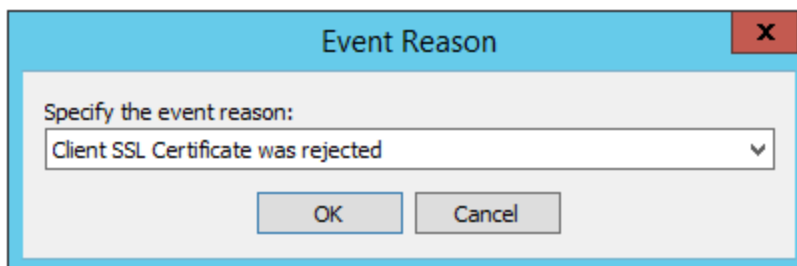 Event Reason
x
Specify the event reason:
Client SSL Certificate was rejected
OK Cancel